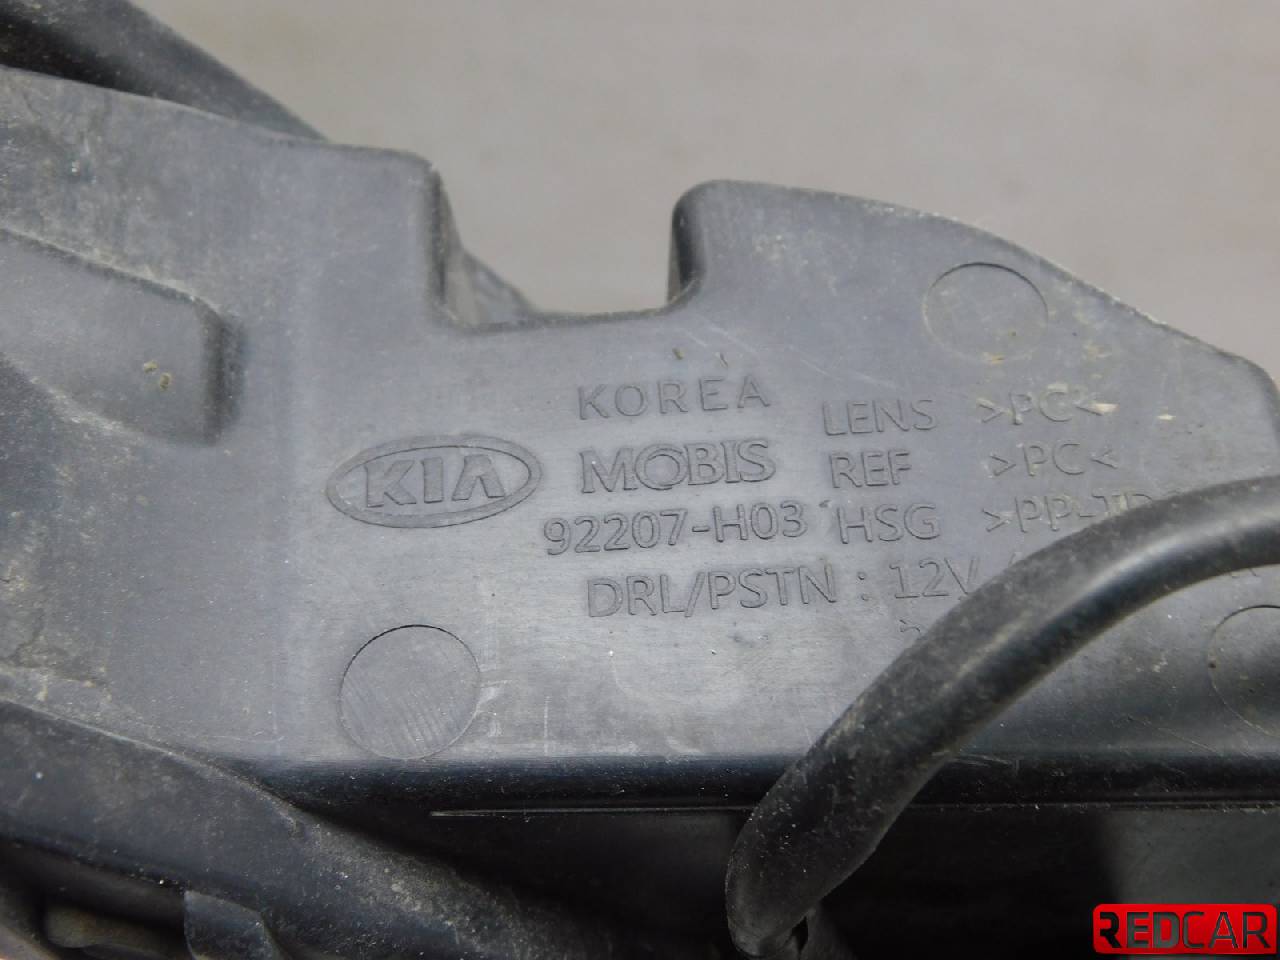 KOREA
KIA MOBIS
92207-H03
LENS >PC<
REF >PC<
HSG
DRL/PSTN : 12V
REDCAR